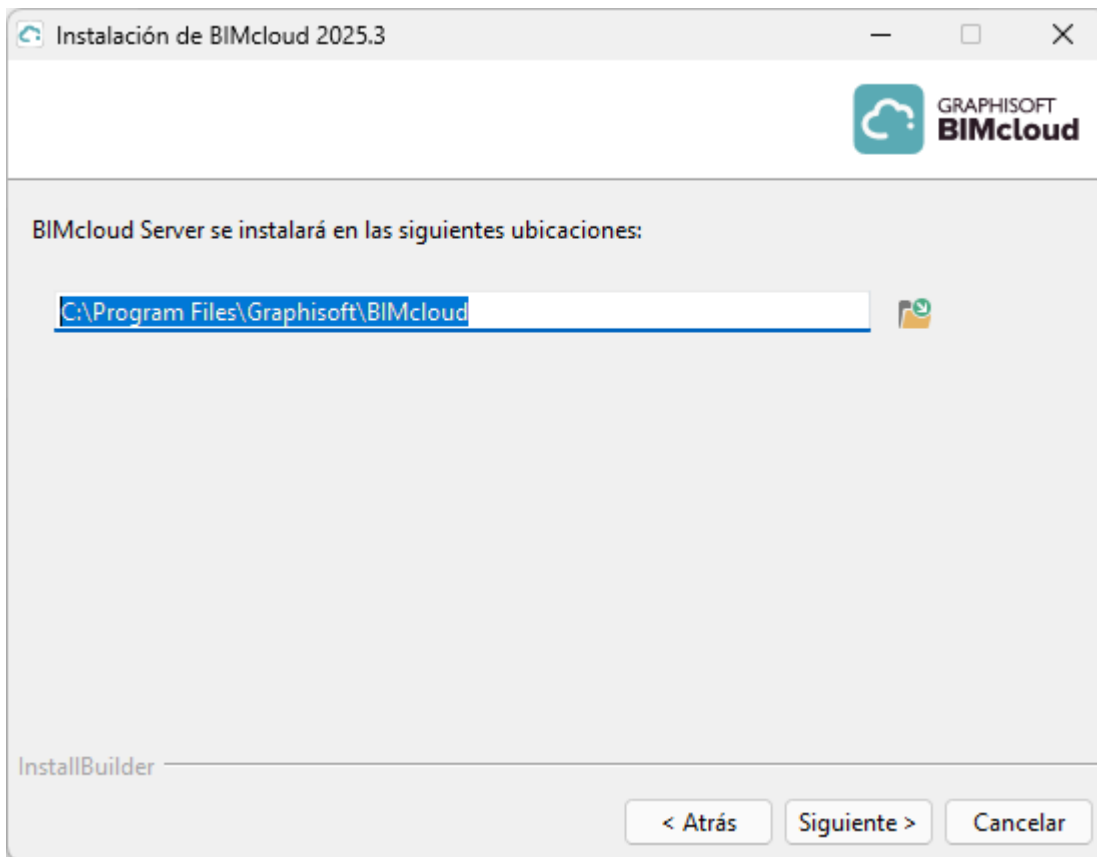 Instalación de BIMcloud 2025.3
GRAPHISOFT
BIMcloud
BIMcloud Server se instalará en las siguientes ubicaciones:
C:\Program Files\Graphisoft\BIMcloud
InstallBuilder
< Atrás
Siguiente >
Cancelar